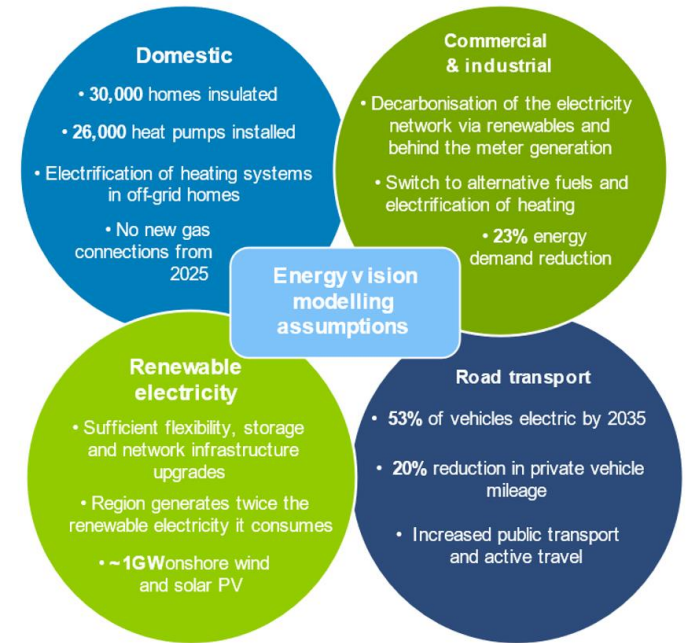 Domestic
• 30,000 homes insulated
• 26,000 heat pumps installed
• Electrification of heating systems
in off-grid homes
• No new gas
connections from
2025
Commercial
& industrial
• Decarbonisation of the electricity
network via renewables and
behind the meter generation
• Switch to alternative fuels and
electrification of heating
• 23% energy
demand reduction
Energy vision
modelling
assumptions
Renewable
electricity
• Sufficient flexibility, storage
and network infrastructure
upgrades
• Region generates twice the
renewable electricity it consumes
• ~1GWonshore wind
and solar PV
Road transport
• 53% of vehicles electric by 2035
• 20% reduction in private vehicle
mileage
• Increased public transport
and active travel